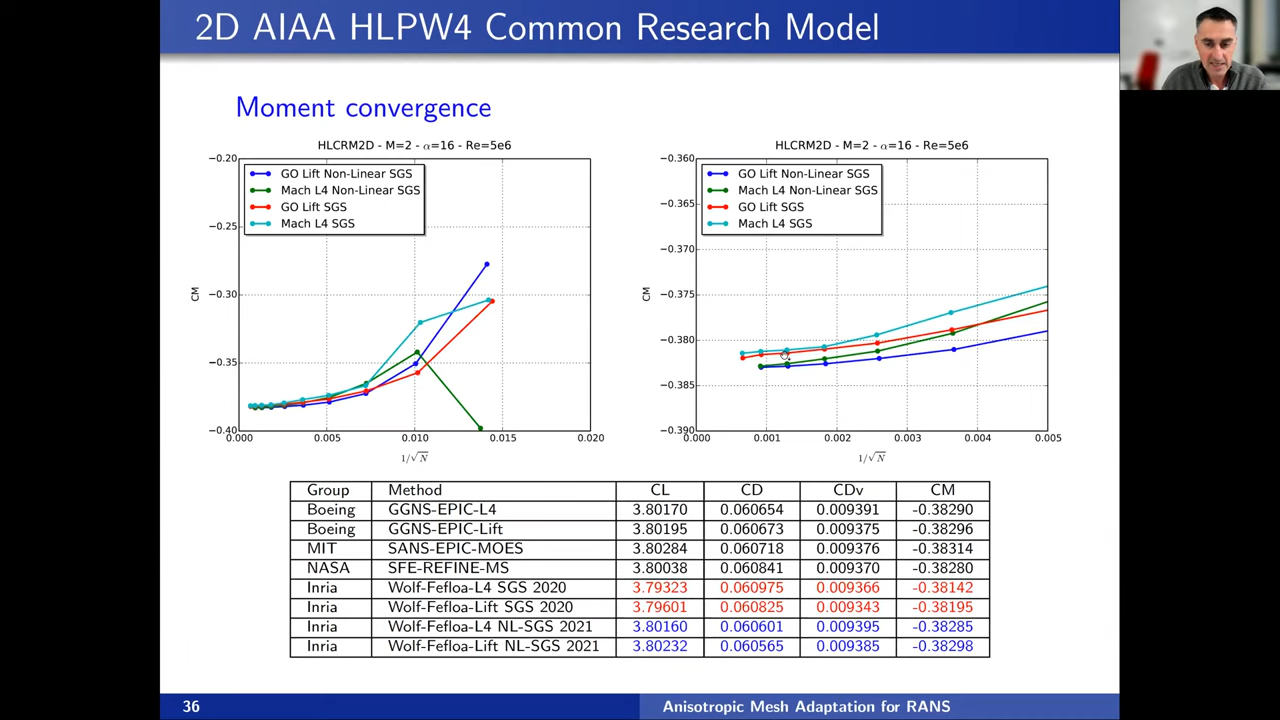 2D AIAA HLPW4 Common Research Model
Moment convergence
HLCRM2D - M=2 - α=16 - Re=5e6
GO Lift Non-Linear SGS
Mach L4 Non-Linear SGS
GO Lift SGS
Mach L4 SGS
−0.20
−0.25
−0.30
−0.35
−0.40
CM
0.000 0.005 0.010 0.015 0.020
1/√N
HLCRM2D - M=2 - α=16 - Re=5e6
GO Lift Non-Linear SGS
Mach L4 Non-Linear SGS
GO Lift SGS
Mach L4 SGS
−0.360
−0.365
−0.370
−0.375
−0.380
−0.385
−0.390
CM
0.000 0.001 0.002 0.003 0.004 0.005
1/√N
Group Method CL CD CDv CM
Boeing GGNS-EPIC-L4 3.80170 0.060654 0.009391 -0.38290
Boeing GGNS-EPIC-Lift 3.80195 0.060673 0.009375 -0.38296
MIT SANS-EPIC-MOES 3.80284 0.060718 0.009376 -0.38314
NASA SFE-REFINE-MS 3.80038 0.060841 0.009370 -0.38280
Inria Wolf-Fefloa-L4 SGS 2020 3.79323 0.060975 0.009366 -0.38142
Inria Wolf-Fefloa-Lift SGS 2020 3.79601 0.060825 0.009343 -0.38195
Inria Wolf-Fefloa-L4 NL-SGS 2021 3.80160 0.060601 0.009395 -0.38285
Inria Wolf-Fefloa-Lift NL-SGS 2021 3.80232 0.060565 0.009385 -0.38298
36 Anisotropic Mesh Adaptation for RANS